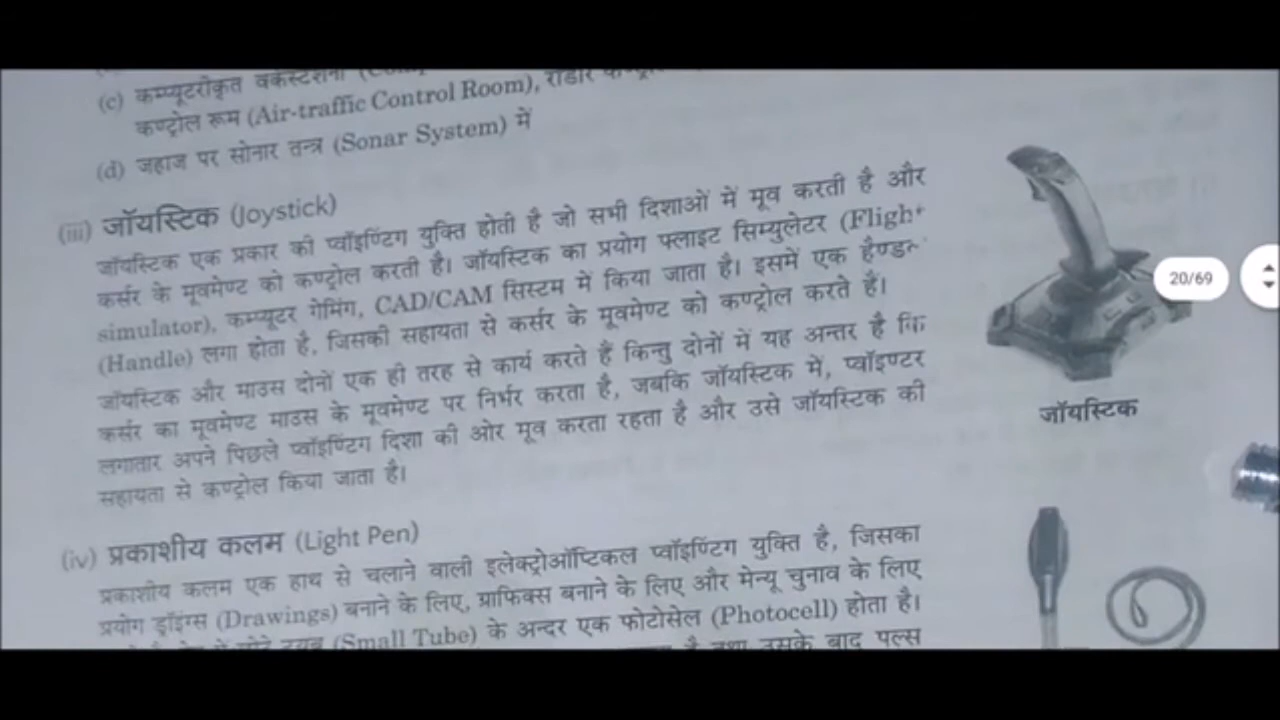 (c) कम्प्यूटरीकृत वर्कस्टेशनों
कण्ट्रोल रूम (Air-traffic Control Room), राडार
(d) जहाज पर सोनार तन्त्र (Sonar System) में
(iii) जॉयस्टिक (Joystick)
जॉयस्टिक एक प्रकार की प्वॉइण्टिग युक्ति होती है जो सभी दिशाओं में मूव करती है और
कर्सर के मूवमेण्ट को कण्ट्रोल करती है। जॉयस्टिक का प्रयोग फ्लाइट सिम्युलेटर (Flight
simulator), कम्प्यूटर गेमिंग, CAD/CAM सिस्टम में किया जाता है। इसमें एक हैण्डल
(Handle) लगा होता है, जिसकी सहायता से कर्सर के मूवमेण्ट को कण्ट्रोल करते हैं।
जॉयस्टिक और माउस दोनों एक ही तरह से कार्य करते हैं किन्तु दोनों में यह अन्तर है कि
कर्सर का मूवमेण्ट माउस के मूवमेण्ट पर निर्भर करता है, जबकि जॉयस्टिक में, प्वॉइण्टर
लगातार अपने पिछले प्वॉइण्टिग दिशा की ओर मूव करता रहता है और उसे जॉयस्टिक की
सहायता से कण्ट्रोल किया जाता है।
जॉयस्टिक
20/69
(iv) प्रकाशीय कलम (Light Pen)
प्रकाशीय कलम एक हाथ से चलाने वाली इलेक्ट्रोऑप्टिकल प्वॉइण्टिग युक्ति है, जिसका
प्रयोग ड्रॉइंग्स (Drawings) बनाने के लिए, ग्राफिक्स बनाने के लिए और मेन्यू चुनाव के लिए
(Small Tube) के अन्दर एक फोटोसेल (Photocell) होता है।
उसके बाद पल्स